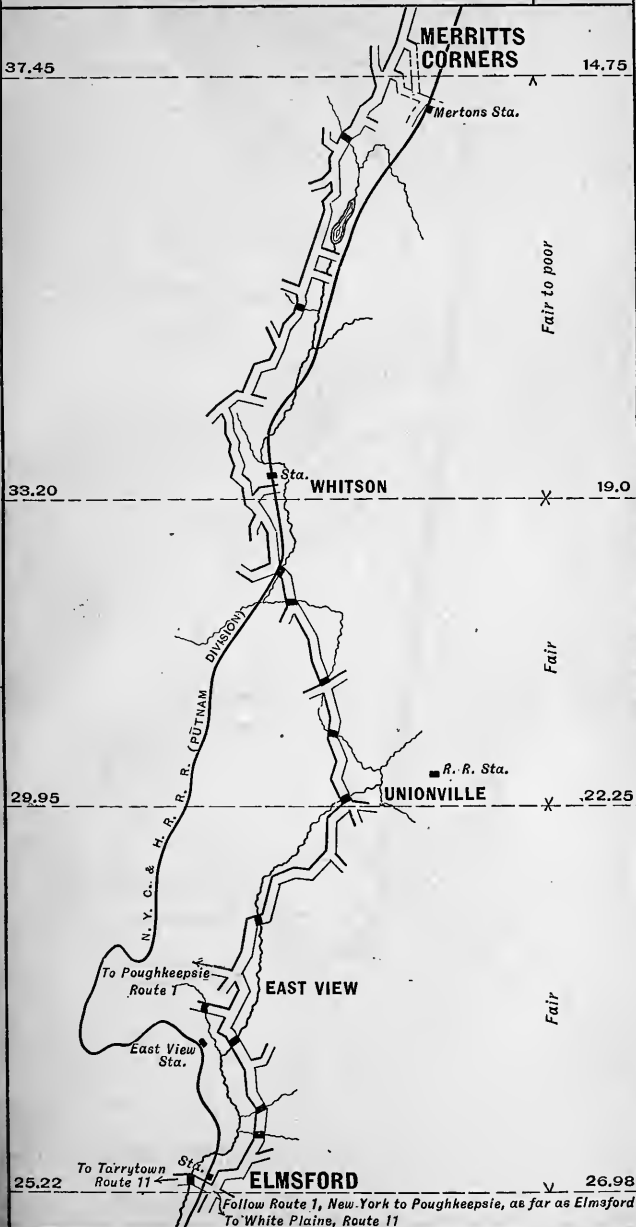 MERRITTS
CORNERS
37.45
14.75
Mertons Sta.
Fair to poor
Sta.
WHITSON
33.20
19.0
N. Y. C. & H. R. R. R. (PUTNAM DIVISION)
Fair
R. R. Sta.
UNIONVILLE
29.95
22.25
To Poughkeepsie
Route 1
EAST VIEW
Fair
East View
Sta.
To Tarrytown
Route 11
Sta.
ELMSFORD
25.22
26.98
Follow Route 1, New York to Poughkeepsie, as far as Elmsford
To White Plains, Route 11